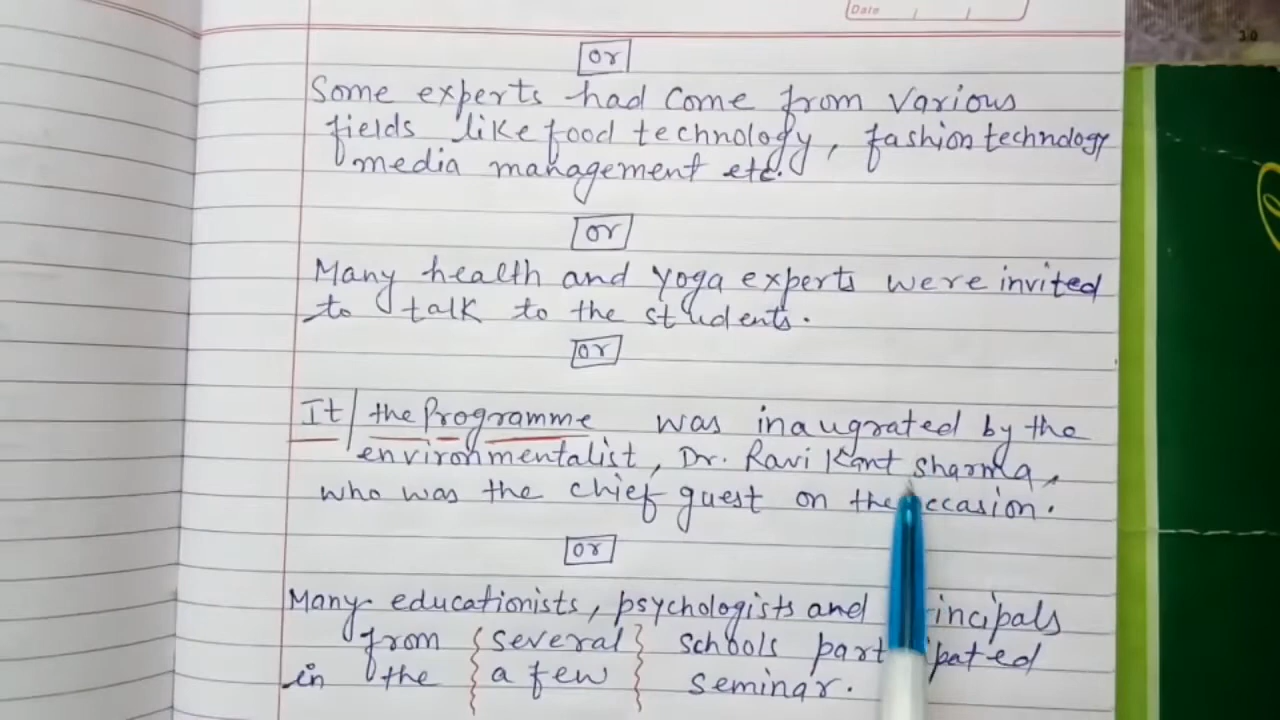 Date / /
or
Some experts had come from various
fields like food technology, fashion technology
media management etc.
or
Many health and yoga experts were invited
to talk to the students.
or
It / the Programme was inaugrated by the
environmentalist, Dr. Ravi Kant Sharma,
who was the chief guest on the occasion.
or
Many educationists, psychologists and principals
from { several } schools participated
in the { a few } seminar.